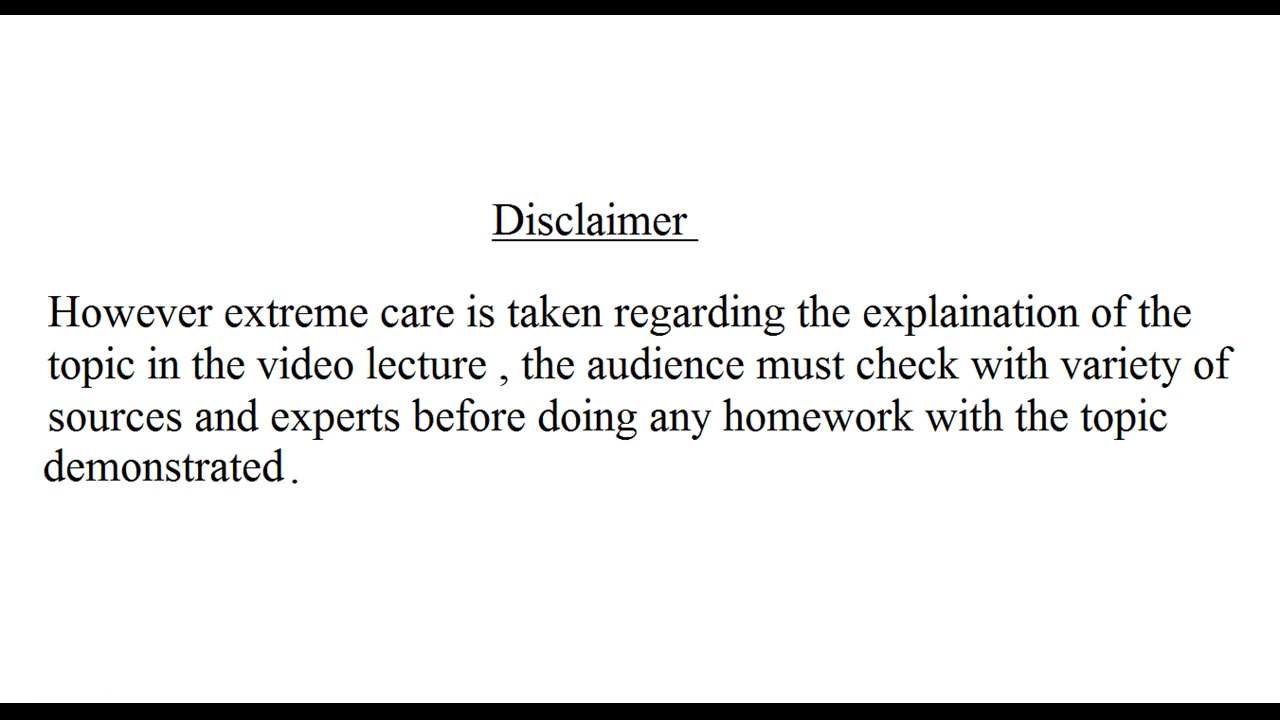 Disclaimer
However extreme care is taken regarding the explaination of the
topic in the video lecture , the audience must check with variety of
sources and experts before doing any homework with the topic
demonstrated .